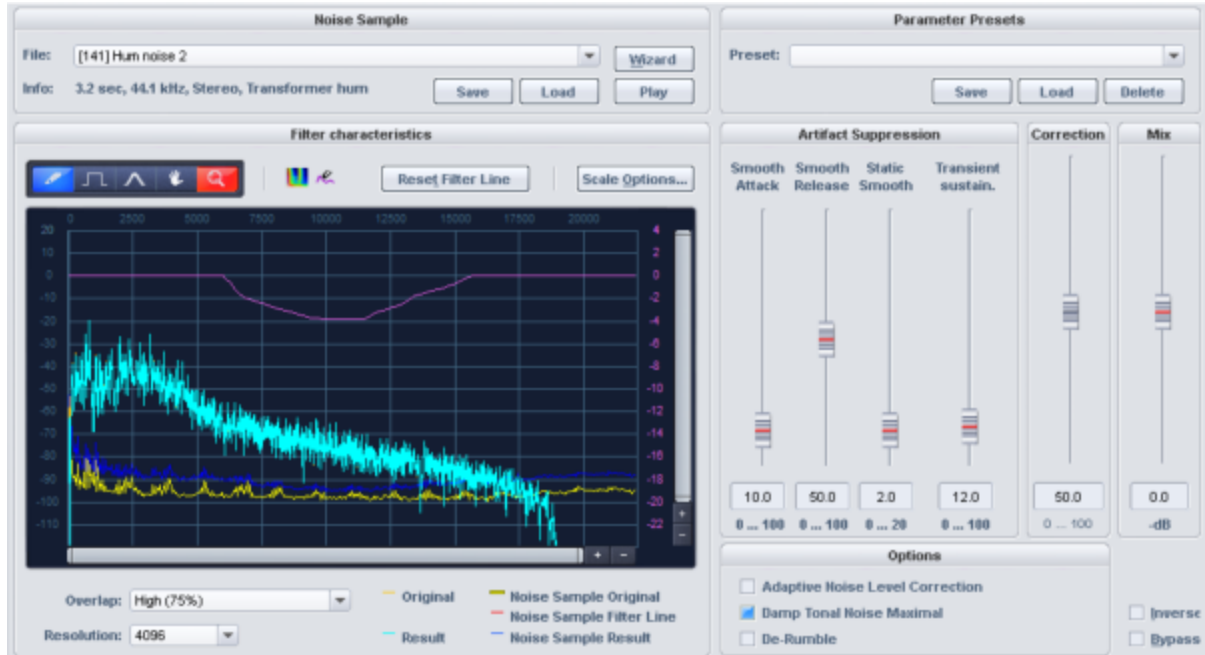 Noise Sample
File: [141] Hum noise 2 Wizard
Info: 3.2 sec, 44.1 kHz, Stereo, Transformer hum Save Load Play
Parameter Presets
Preset:
Save Load Delete
Filter characteristics
Reset Filter Line Scale Options...
0 2500 5000 7500 10000 12500 15000 17500 20000
20 4
10 2
0 0
-10 -2
-20 -4
-30 -6
-40 -8
-50 -10
-60 -12
-70 -14
-80 -16
-90 -18
-100 -20
-110 -22
+
-
+ -
Overlap: High (75%)
Resolution: 4096
Original Noise Sample Original
Noise Sample Filter Line
Result Noise Sample Result
Artifact Suppression
Smooth Smooth Static Transient
Attack Release Smooth sustain.
10.0 50.0 2.0 12.0
0 ... 100 0 ... 100 0 ... 20 0 ... 100
Correction
50.0
0 ... 100
Mix
0.0
-dB
Options
Adaptive Noise Level Correction
Damp Tonal Noise Maximal
De-Rumble
Inverse
Bypass